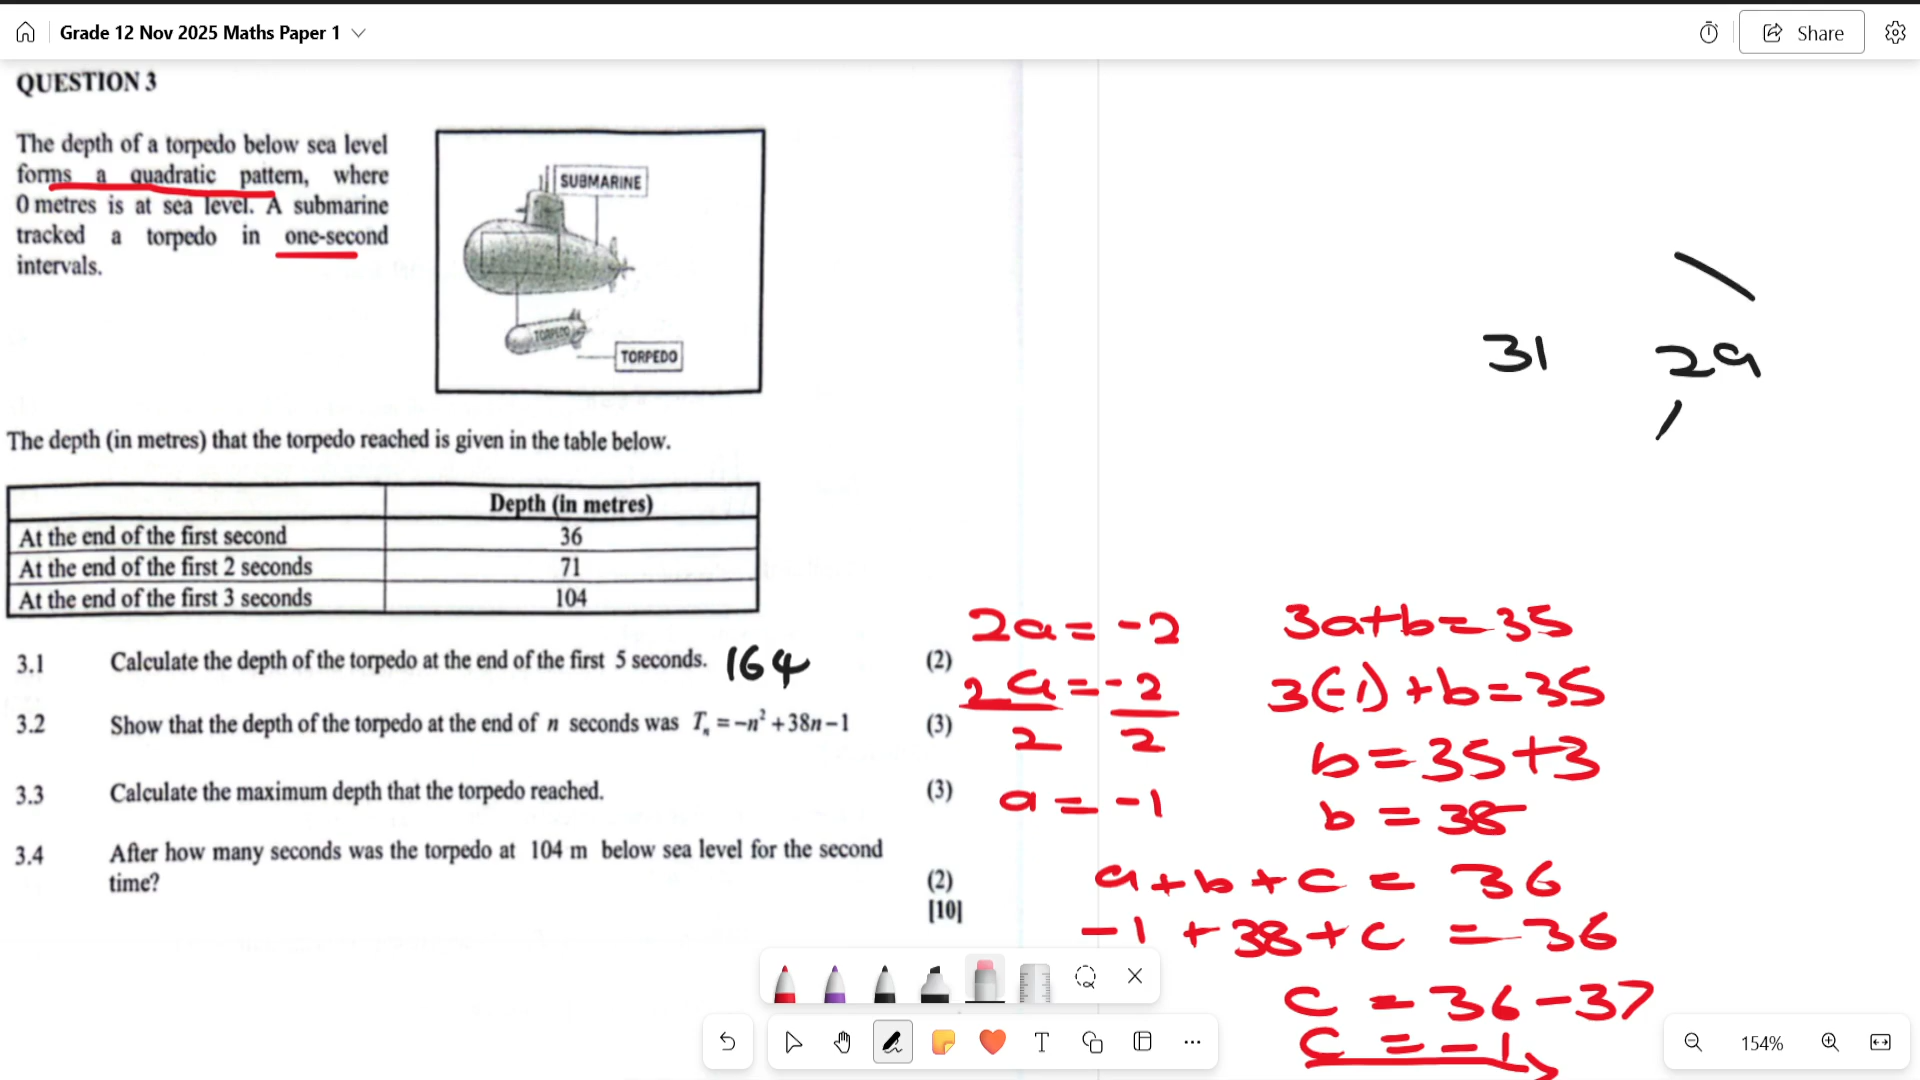 Grade 12 Nov 2025 Maths Paper 1
Share
QUESTION 3
The depth of a torpedo below sea level
forms a quadratic pattern, where
0 metres is at sea level. A submarine
tracked a torpedo in one-second
intervals.
SUBMARINE
TORPEDO
TORPEDO
31 29
The depth (in metres) that the torpedo reached is given in the table below.
Depth (in metres)
At the end of the first second 36
At the end of the first 2 seconds 71
At the end of the first 3 seconds 104
3.1 Calculate the depth of the torpedo at the end of the first 5 seconds. 164 (2)
3.2 Show that the depth of the torpedo at the end of n seconds was Tₙ = −n² + 38n − 1 (3)
3.3 Calculate the maximum depth that the torpedo reached. (3)
3.4 After how many seconds was the torpedo at 104 m below sea level for the second
time? (2)
[10]
2a = -2
2a = -2
2 2
a = -1
3a+b=35
3(-1)+b=35
b=35+3
b = 38
a+b+c = 36
-1 +38+c = 36
c = 36-37
c = -1
154%